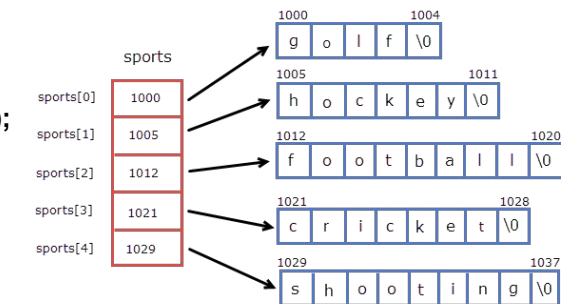 1000 1004
g o l f \0
sports
1005 1011
sports[0] 1000 h o c k e y \0
;
sports[1] 1005
1012 1020
sports[2] 1012 f o o t b a l l \0
sports[3] 1021
1021 1028
c r i c k e t \0
sports[4] 1029
1029 1037
s h o o t i n g \0